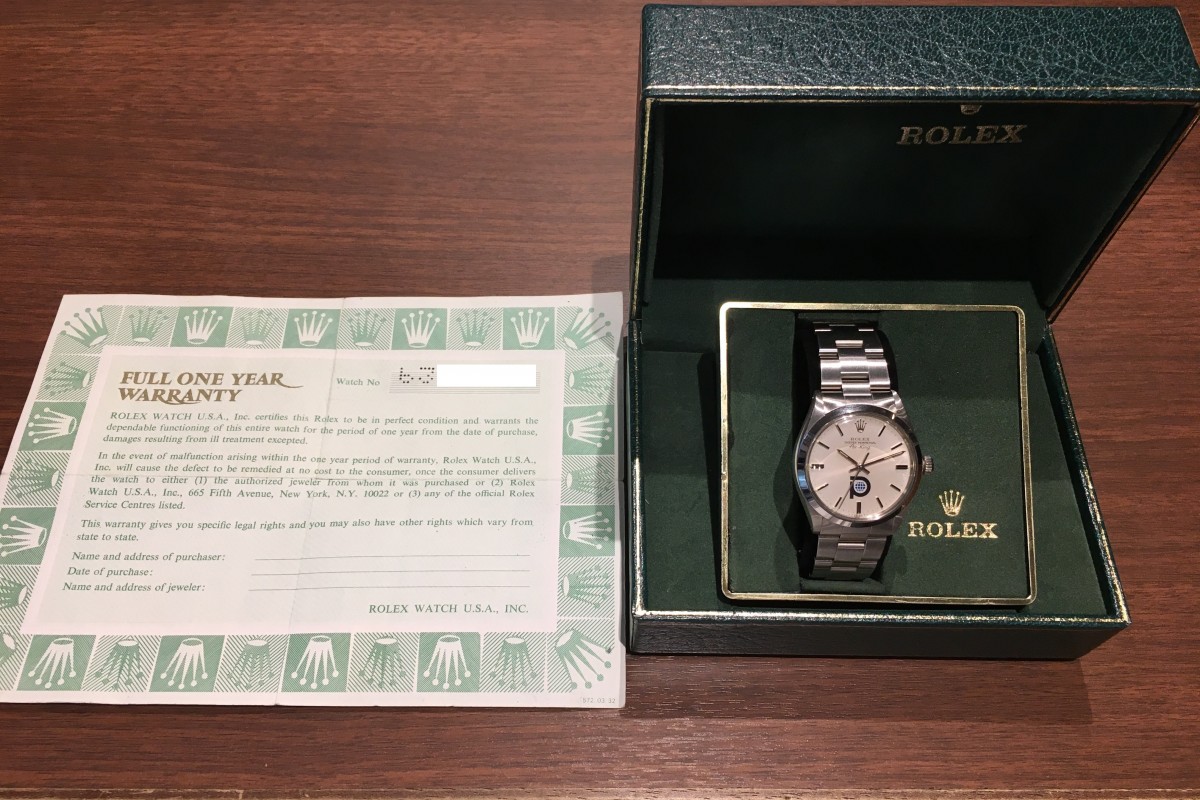 FULL ONE YEAR
WARRANTY
Watch No 6-3
ROLEX WATCH U.S.A., Inc. certifies this Rolex to be in perfect condition and warrants the
dependable functioning of this entire watch for the period of one year from the date of purchase,
damages resulting from ill treatment excepted.
In the event of malfunction arising within the one year period of warranty, Rolex Watch U.S.A.,
Inc. will cause the defect to be remedied at no cost to the consumer, once the consumer delivers
the watch to either (1) the authorized jeweler from whom it was purchased or (2) Rolex
Watch U.S.A., Inc., 665 Fifth Avenue, New York, N.Y. 10022 or (3) any of the official Rolex
Service Centres listed.
This warranty gives you specific legal rights and you may also have other rights which vary from
state to state.
Name and address of purchaser:
Date of purchase:
Name and address of jeweler:
ROLEX WATCH U.S.A., INC.
572.03.32
ROLEX
ROLEX
ROLEX